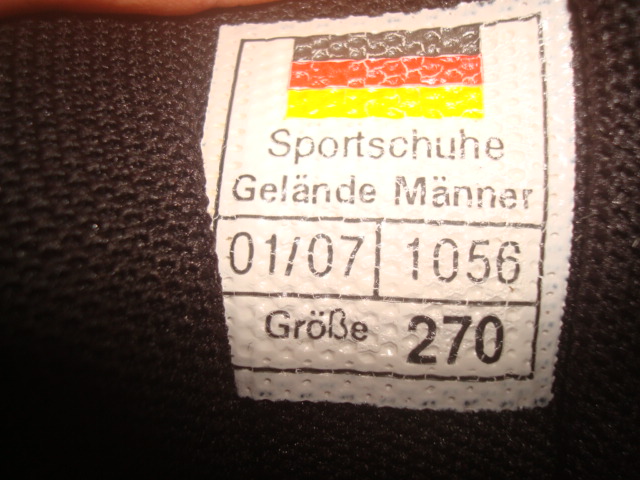 Sportschuhe
Gelände Männer
01/07 1056
Größe 270